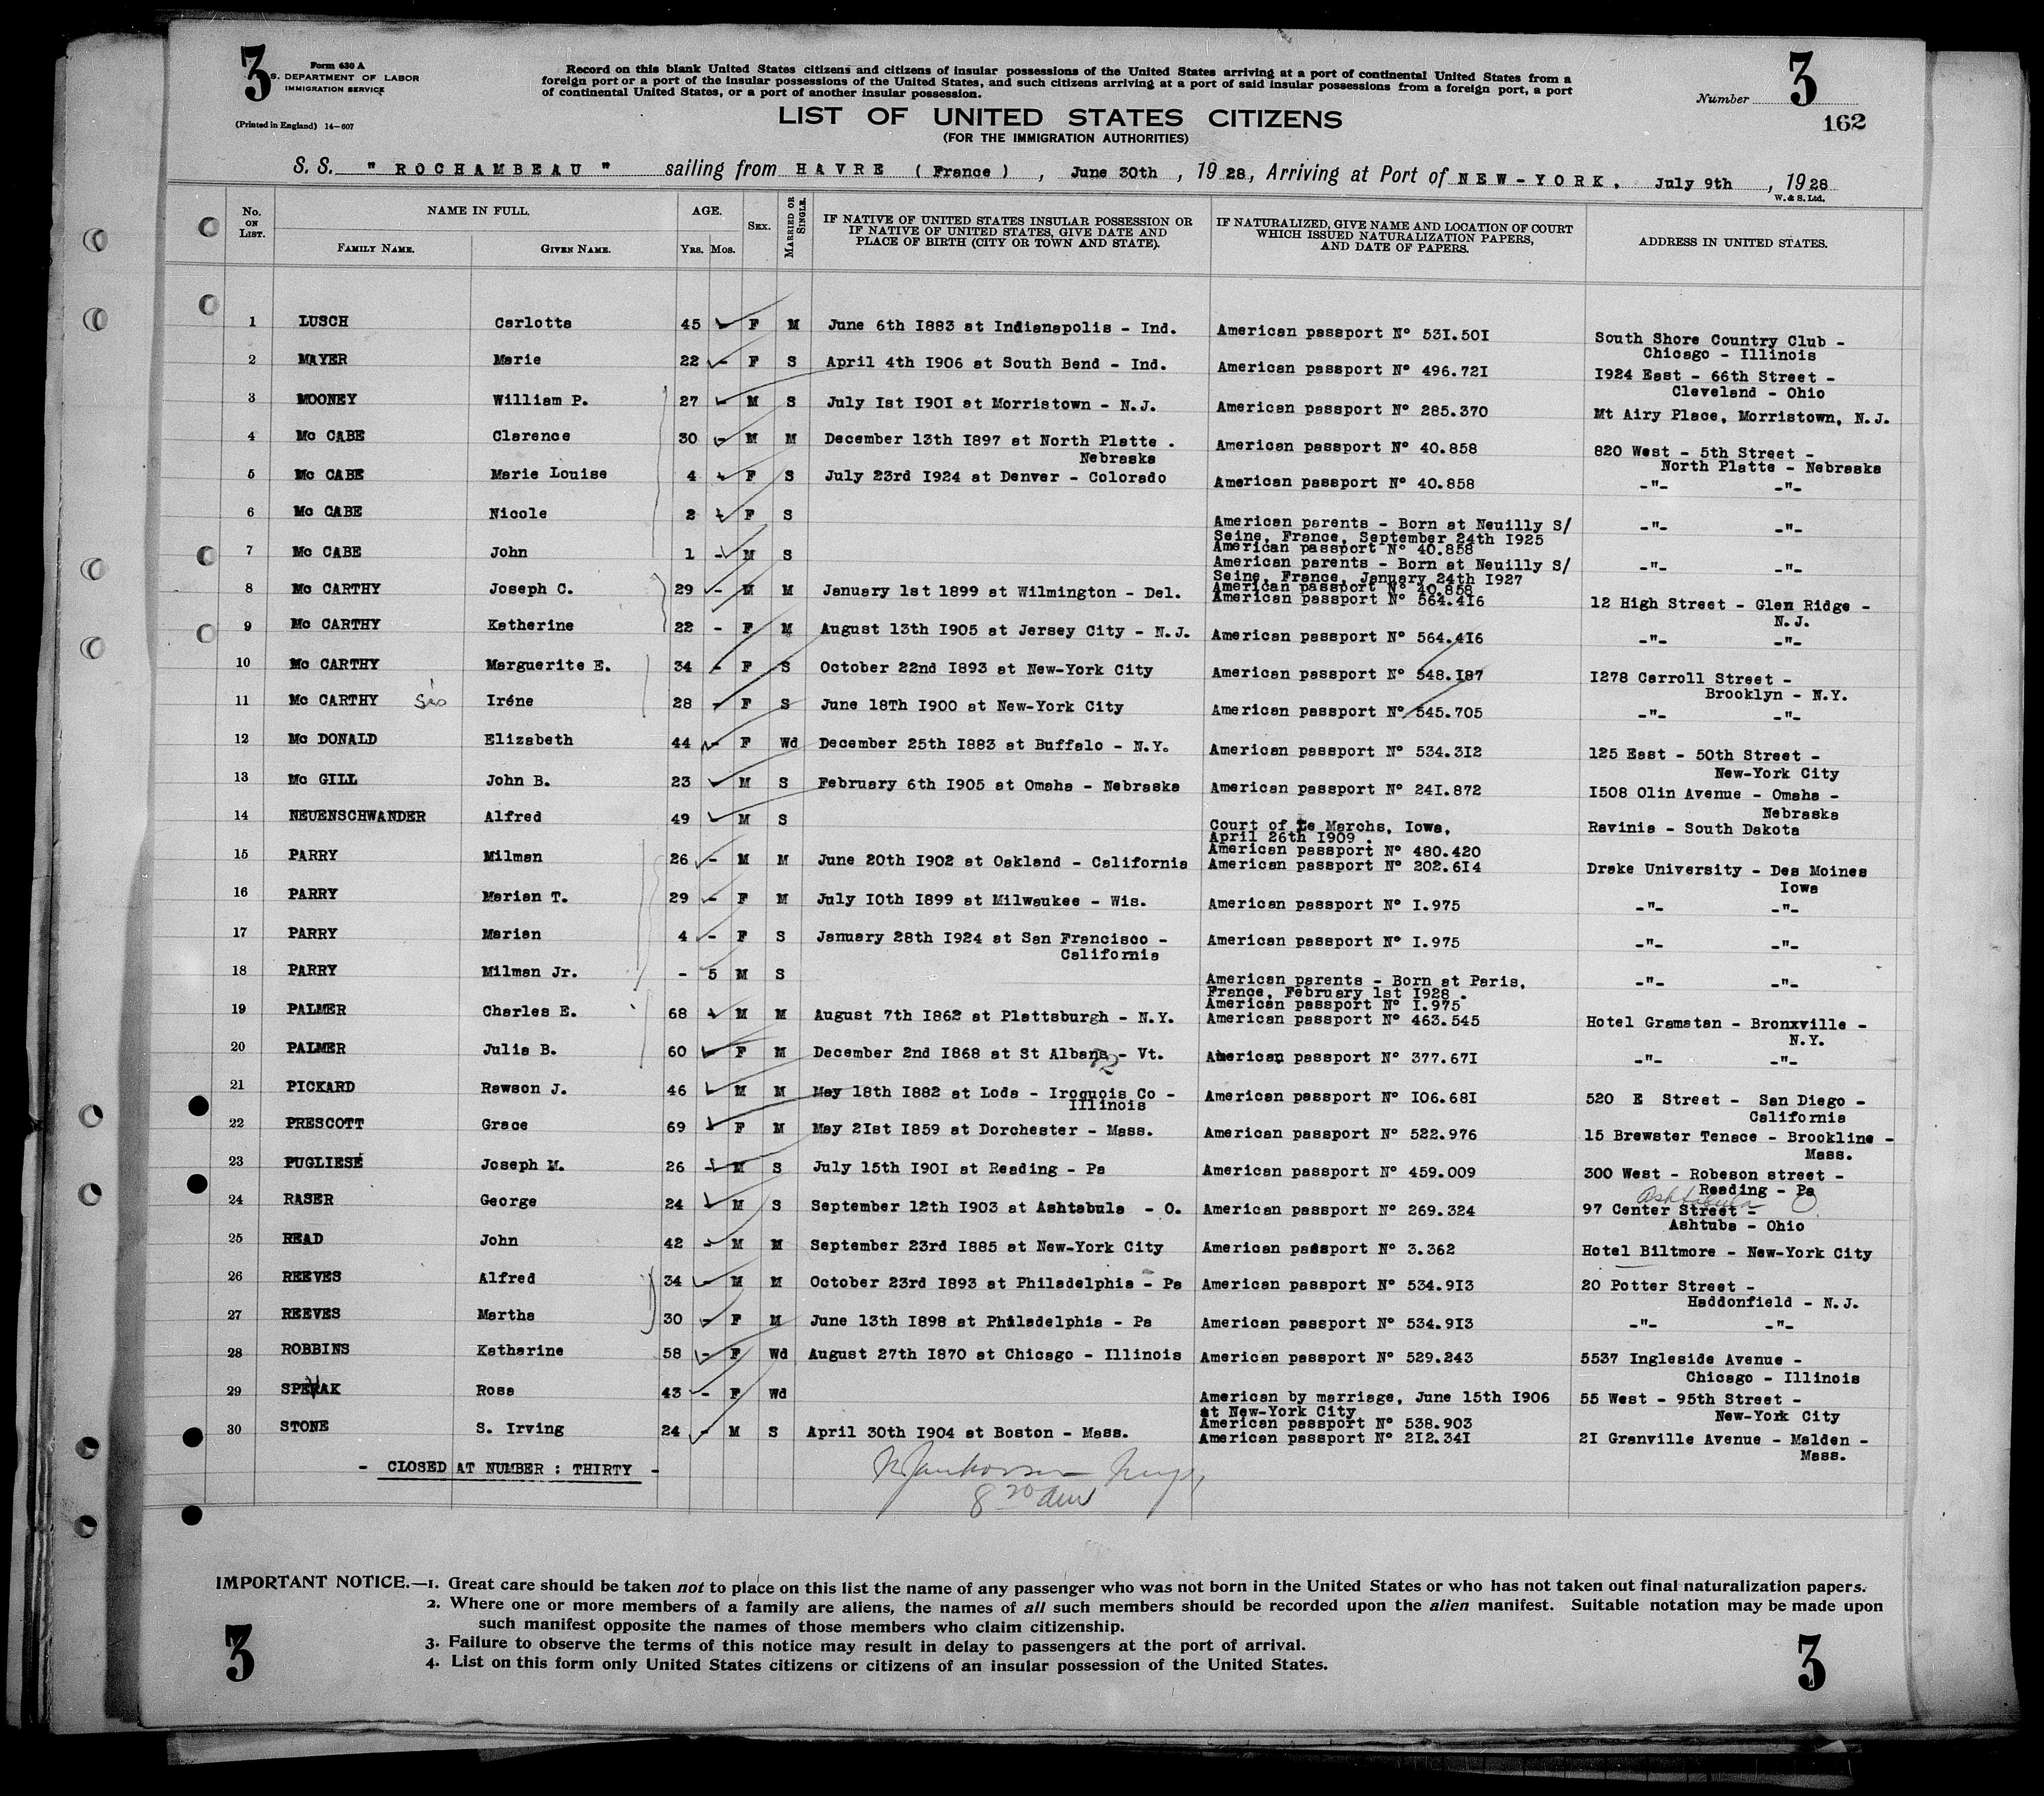 3
Form 630 A
S. DEPARTMENT OF LABOR
IMMIGRATION SERVICE
(Printed in England) 14—607
Record on this blank United States citizens and citizens of insular possessions of the United States arriving at a port of continental United States from a
foreign port or a port of the insular possessions of the United States, and such citizens arriving at a port of said insular possessions from a foreign port, a port
of continental United States, or a port of another insular possession.
LIST OF UNITED STATES CITIZENS
(FOR THE IMMIGRATION AUTHORITIES)
Number 3
162
S. S. " ROCHAMBEAU " sailing from HAVRE ( France ) , June 30th , 19 28, Arriving at Port of NEW-YORK. July 9th , 19 28
W. & S. Ltd.
No. ON LIST. NAME IN FULL. AGE. SEX. MARRIED OR SINGLE. IF NATIVE OF UNITED STATES INSULAR POSSESSION OR IF NATIVE OF UNITED STATES, GIVE DATE AND PLACE OF BIRTH (CITY OR TOWN AND STATE). IF NATURALIZED, GIVE NAME AND LOCATION OF COURT WHICH ISSUED NATURALIZATION PAPERS, AND DATE OF PAPERS. ADDRESS IN UNITED STATES.
FAMILY NAME. GIVEN NAME. YRS. MOS.
1 LUSCH Carlotta 45 F M June 6th 1883 at Indianapolis - Ind. American passport N° 531.501 South Shore Country Club -
Chicago - Illinois
2 MAYER Marie 22 - F S April 4th 1906 at South Bend - Ind. American passport N° 496.721 1924 East - 66th Street -
Cleveland - Ohio
3 MOONEY William P. 27 - M S July 1st 1901 at Morristown - N.J. American passport N° 285.370 Mt Airy Place, Morristown, N.J.
4 Mc CABE Clarence 30 - M M December 13th 1897 at North Platte . American passport N° 40.858 820 West - 5th Street -
Nebraska North Platte - Nebraska
5 Mc CABE Marie Louise 4 - F S July 23rd 1924 at Denver - Colorado American passport N° 40.858 -"- -"-
6 Mc CABE Nicole 2 - F S American parents - Born at Neuilly S/ -"- -"-
Seine, France, September 24th 1925
American passport N° 40.858
7 Mc CABE John 1 - M S American parents - Born at Neuilly S/ -"- -"-
Seine, France, January 24th 1927
American passport N° 40.858
8 Mc CARTHY Joseph C. 29 - M M January 1st 1899 at Wilmington - Del. American passport N° 564.416 12 High Street - Glen Ridge -
N.J.
9 Mc CARTHY Katherine 22 - F M August 13th 1905 at Jersey City - N.J. American passport N° 564.416 -"- -"-
10 Mc CARTHY Marguerite E. 34 - F S October 22nd 1893 at New-York City American passport N° 548.187 1278 Carroll Street -
Brooklyn - N.Y.
11 Mc CARTHY Sis Iréne 28 - F S June 18Th 1900 at New-York City American passport N° 545.705 -"- -"-
12 Mc DONALD Elizabeth 44 - F Wd December 25th 1883 at Buffalo - N.Y. American passport N° 534.312 125 East - 50th Street -
New-York City
13 Mc GILL John B. 23 M S February 6th 1905 at Omaha - Nebraska American passport N° 241.872 1508 Olin Avenue - Omaha -
Nebraska
14 NEUENSCHWANDER Alfred 49 M S Court of Le Marchs, Iowa, Ravinia - South Dakota
April 26th 1909 .
American passport N° 480.420
15 PARRY Milman 26 - M M June 20th 1902 at Oakland - California American passport N° 202.614 Drake University - Des Moines
Iowa
16 PARRY Marian T. 29 - F M July 10th 1899 at Milwaukee - Wis. American passport N° 1.975 -"- -"-
17 PARRY Marian 4 - F S January 28th 1924 at San Francisco - American passport N° 1.975 -"- -"-
California
18 PARRY Milman Jr. - 5 M S American parents - Born at Paris, -"- -"-
France, February 1st 1928 .
American passport N° 1.975
19 PALMER Charles E. 68 - M M August 7th 1862 at Plattsburgh - N.Y. American passport N° 463.545 Hotel Gramatan - Bronxville -
N.Y.
20 PALMER Julia B. 60 - F M December 2nd 1868 at St Albans - Vt. American passport N° 377.671 -"- -"-
21 PICKARD Rawson J. 46 M M May 18th 1882 at Loda - Iroquois Co - American passport N° 106.681 520 E Street - San Diego -
Illinois California
22 PRESCOTT Grace 69 F M May 21st 1859 at Dorchester - Mass. American passport N° 522.976 15 Brewster Tenace - Brookline -
Mass.
23 PUGLIESE Joseph M. 26 - M S July 15th 1901 at Reading - Pa American passport N° 459.009 300 West - Robeson street -
Reading - Pa
24 RASER George 24 M S September 12th 1903 at Ashtabula - O. American passport N° 269.324 97 Center Street -
Ashtabula O
Ashtuba - Ohio
25 READ John 42 - M M September 23rd 1885 at New-York City American passport N° 3.362 Hotel Biltmore - New-York City
26 REEVES Alfred 34 - M M October 23rd 1893 at Philadelphia - Pa American passport N° 534.913 20 Potter Street -
Haddonfield - N.J.
27 REEVES Martha 30 - F M June 13th 1898 at Philadelphia - Pa American passport N° 534.913 -"- -"-
28 ROBBINS Katharine 58 - F Wd August 27th 1870 at Chicago - Illinois American passport N° 529.243 5537 Ingleside Avenue -
Chicago - Illinois
29 Rosa 43 - F Wd American by marriage, June 15th 1906 55 West - 95th Street -
at New-York City New-York City
American passport N° 538.903
30 STONE S. Irving 24 - M S April 30th 1904 at Boston - Mass. American passport N° 212.341 21 Granville Avenue - Malden -
Mass.
- CLOSED AT NUMBER : THIRTY -
8 20 am
IMPORTANT NOTICE.—1. Great care should be taken not to place on this list the name of any passenger who was not born in the United States or who has not taken out final naturalization papers.
2. Where one or more members of a family are aliens, the names of all such members should be recorded upon the alien manifest. Suitable notation may be made upon
such manifest opposite the names of those members who claim citizenship.
3. Failure to observe the terms of this notice may result in delay to passengers at the port of arrival.
4. List on this form only United States citizens or citizens of an insular possession of the United States.
3
3